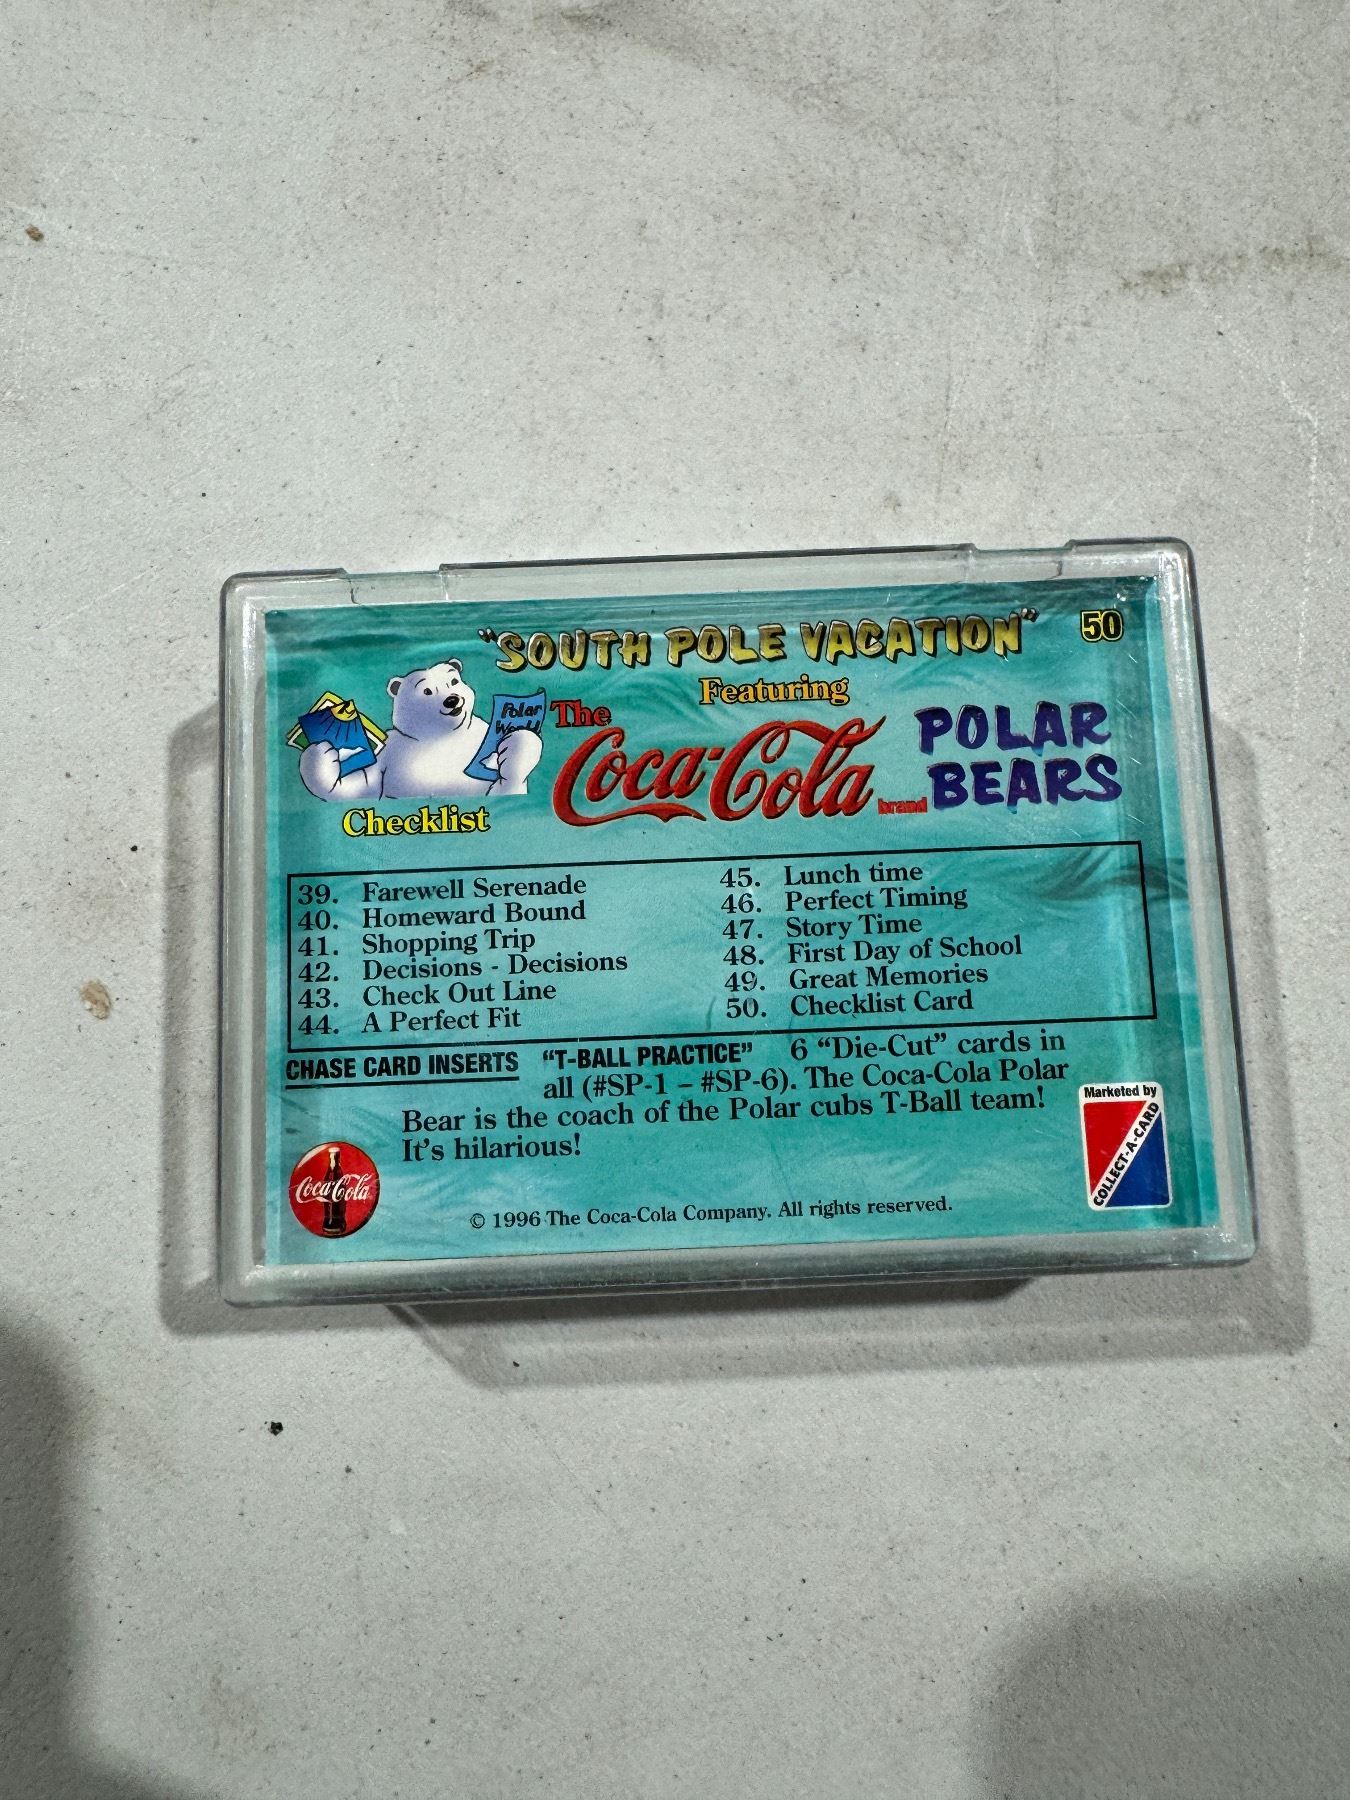 "SOUTH POLE VACATION"
50
Featuring
The
Coca-Cola
brand
POLAR
BEARS
Polar
World
Checklist
39. Farewell Serenade
40. Homeward Bound
41. Shopping Trip
42. Decisions - Decisions
43. Check Out Line
44. A Perfect Fit
45. Lunch time
46. Perfect Timing
47. Story Time
48. First Day of School
49. Great Memories
50. Checklist Card
CHASE CARD INSERTS "T-BALL PRACTICE" 6 “Die-Cut” cards in
all (#SP-1 – #SP-6). The Coca-Cola Polar
Bear is the coach of the Polar cubs T-Ball team!
It's hilarious!
Marketed by
COLLECT-A-CARD
Coca-Cola
© 1996 The Coca-Cola Company. All rights reserved.